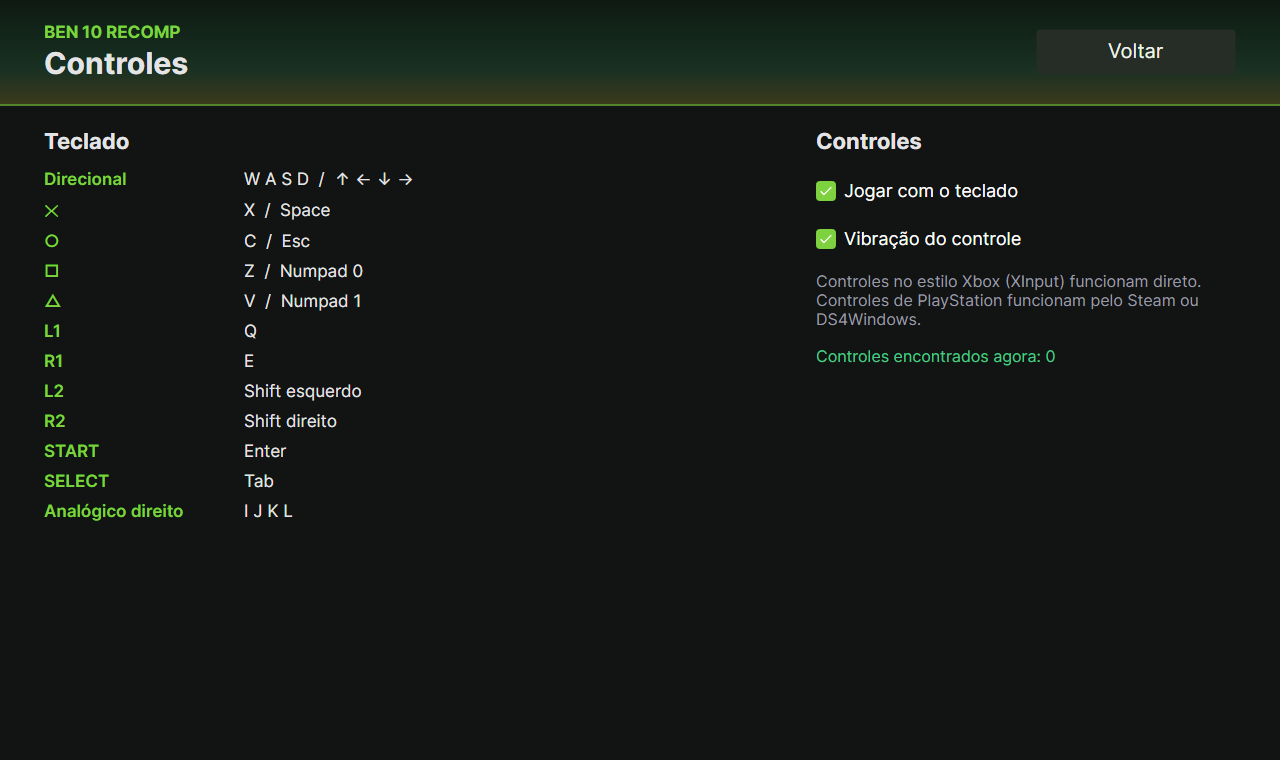 BEN 10 RECOMP
Controles
Voltar
Teclado
Direcional W A S D / ↑ ← ↓ →
✕ X / Space
○ C / Esc
□ Z / Numpad 0
△ V / Numpad 1
L1 Q
R1 E
L2 Shift esquerdo
R2 Shift direito
START Enter
SELECT Tab
Analógico direito I J K L
Controles
Jogar com o teclado
Vibração do controle
Controles no estilo Xbox (XInput) funcionam direto.
Controles de PlayStation funcionam pelo Steam ou
DS4Windows.
Controles encontrados agora: 0